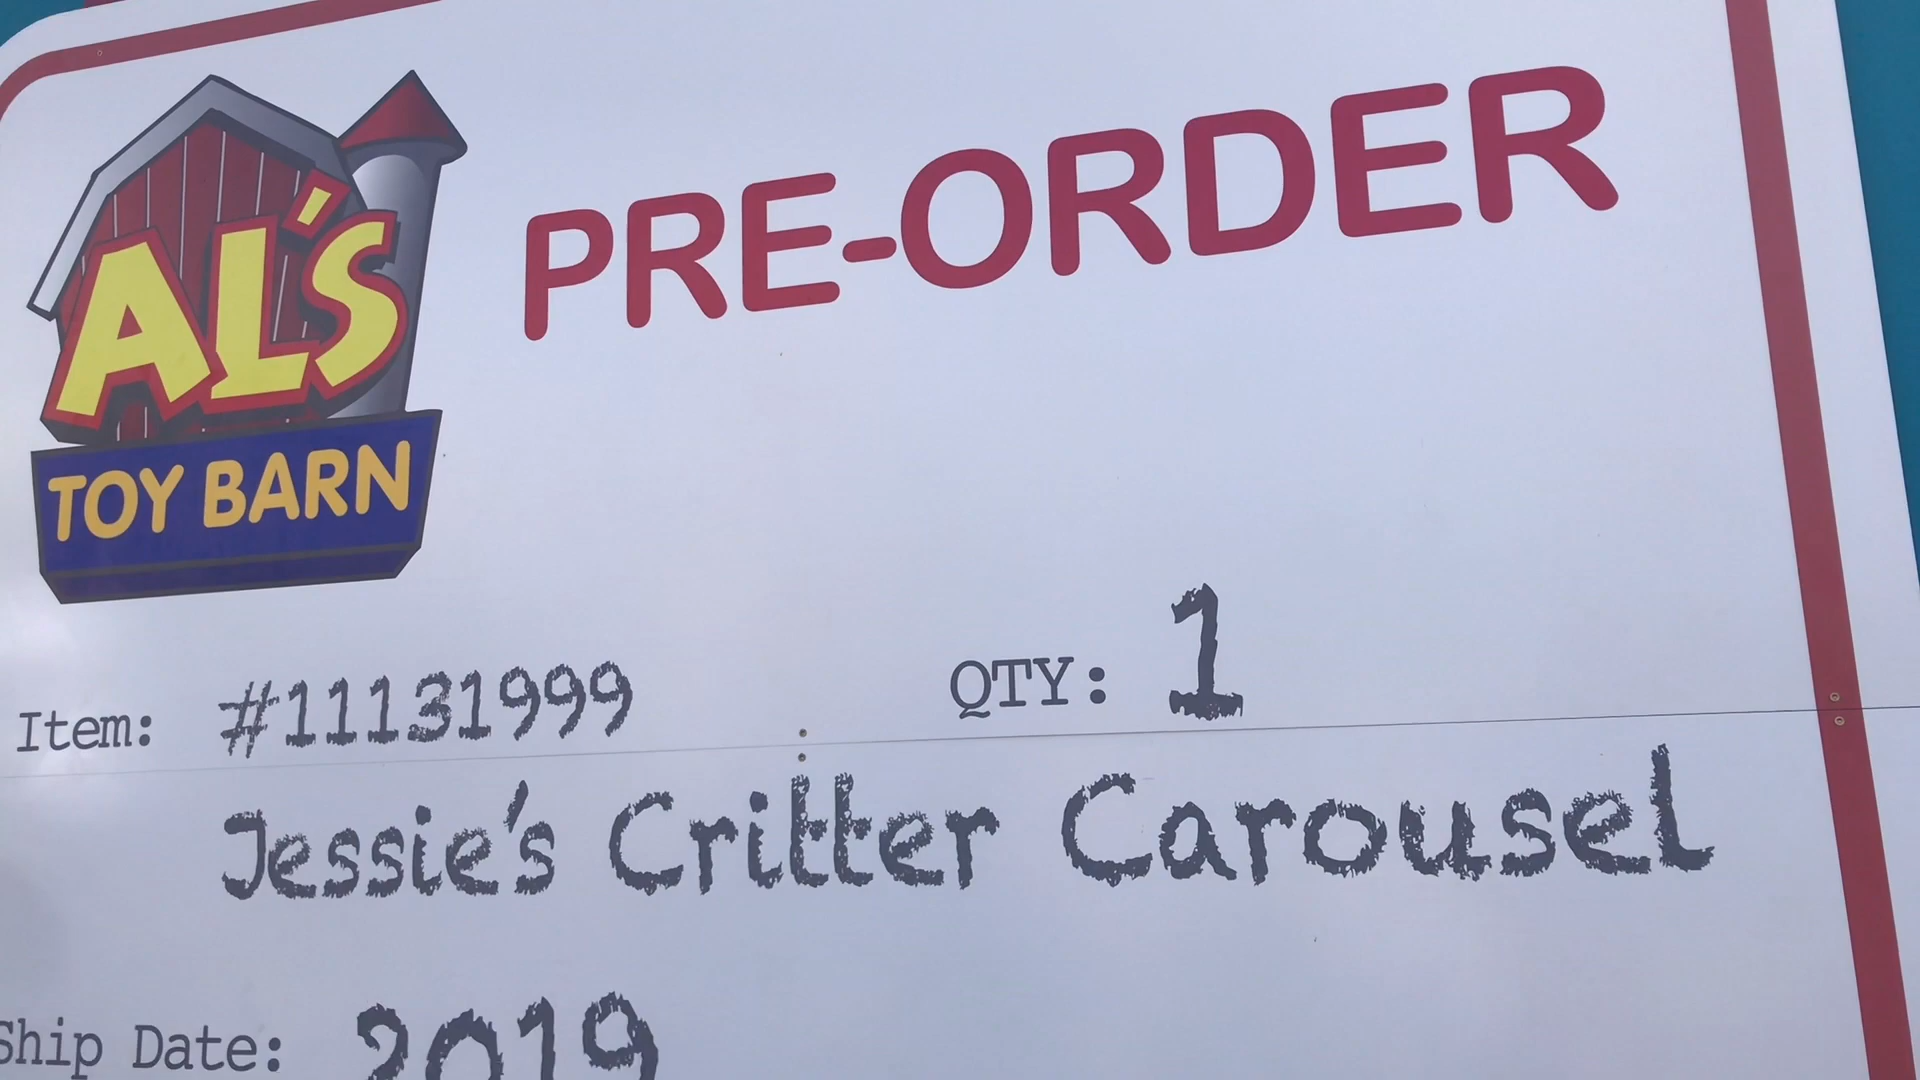 AL'S
TOY BARN
PRE-ORDER
Item: #11131999 QTY: 1
Jessie's Critter Carousel
Ship Date: 2019